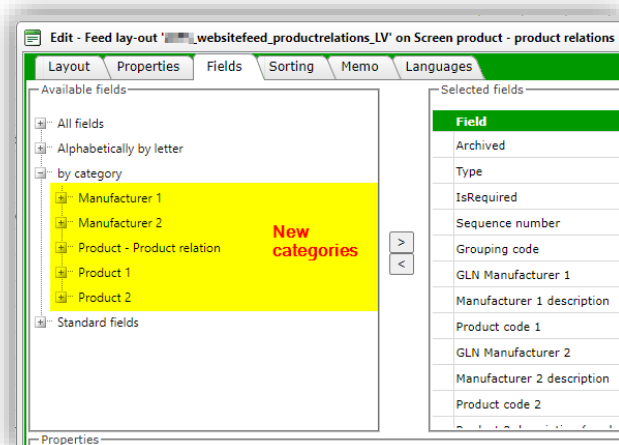 Edit - Feed lay-out '_websitefeed_productrelations_LV' on Screen product - product relations
Layout
Properties
Fields
Sorting
Memo
Languages
Available fields
All fields
Alphabetically by letter
by category
Manufacturer 1
Manufacturer 2
Product - Product relation
Product 1
Product 2
Standard fields
New
categories
>
<
Selected fields
Field
Archived
Type
IsRequired
Sequence number
Grouping code
GLN Manufacturer 1
Manufacturer 1 description
Product code 1
GLN Manufacturer 2
Manufacturer 2 description
Product code 2
Properties